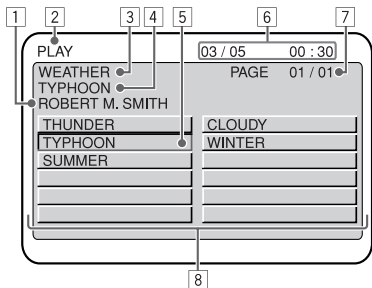 1 2 3 4 5 6 7
PLAY 03 / 05 00 : 30
WEATHER PAGE 01 / 01
TYPHOON
ROBERT M. SMITH
THUNDER CLOUDY
TYPHOON WINTER
SUMMER
8